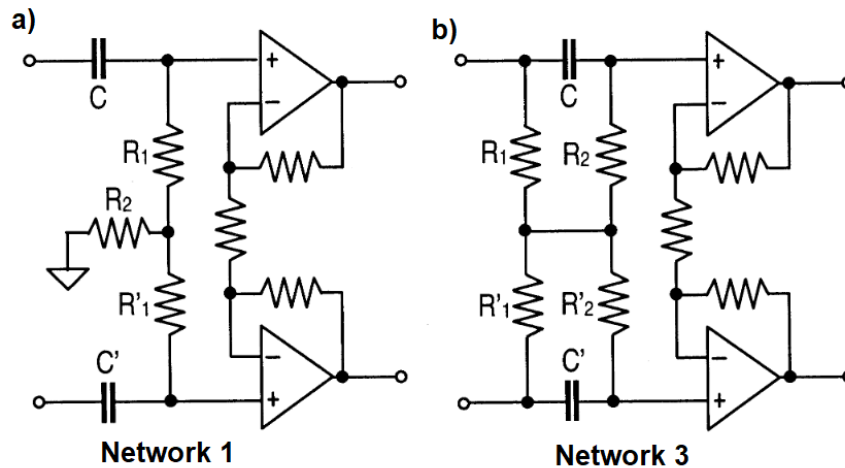 a)
b)
+
−
C
R1
R2
R'1
C'
−
+
Network 1
+
−
C
R1
R2
R'1
R'2
C'
−
+
Network 3